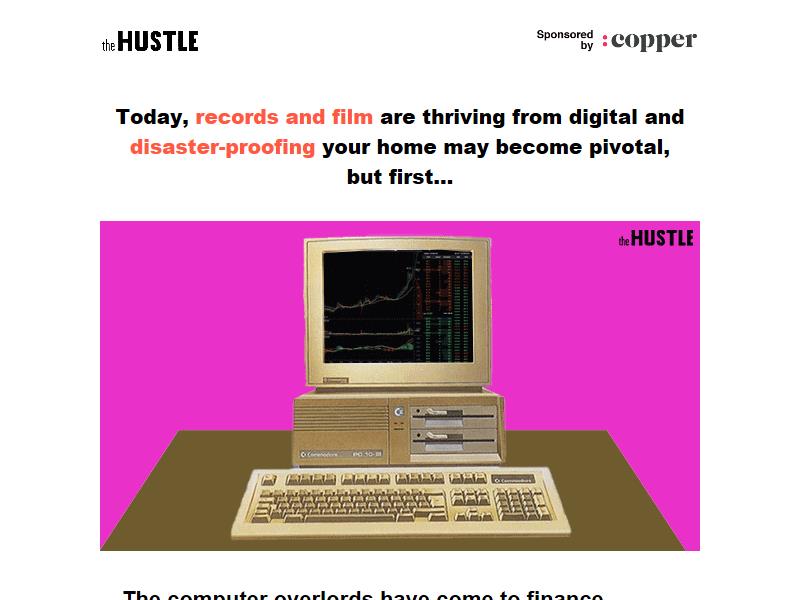 the HUSTLE
Sponsored
by
:copper
Today, records and film are thriving from digital and
disaster-proofing your home may become pivotal,
but first...
the HUSTLE
Commodore PC 10-III
Commodore
The computer overlords have come to finance